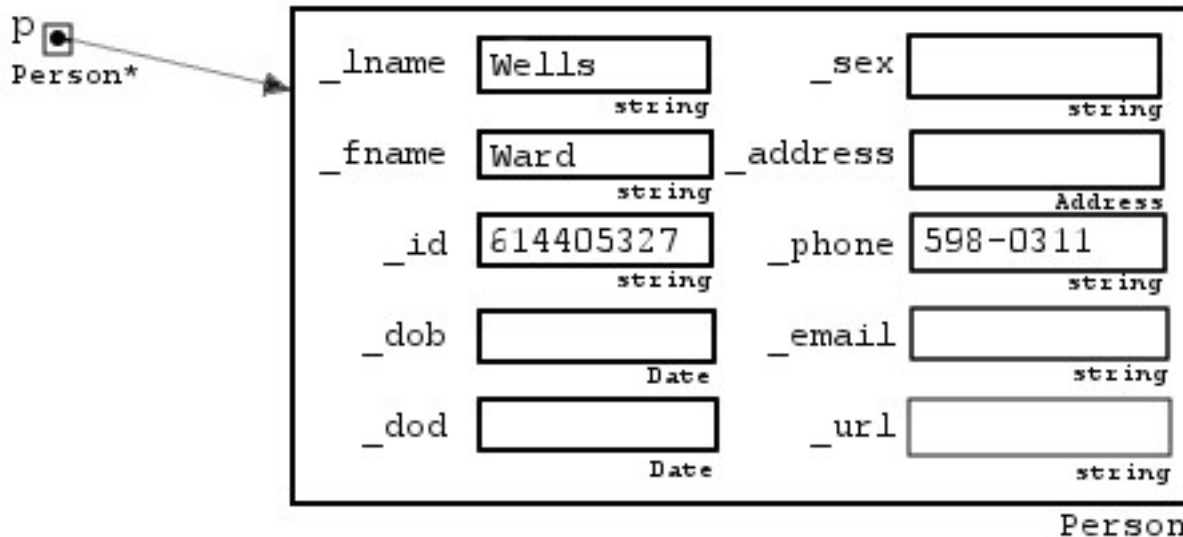 p
Person*
_lname Wells string _sex string
_fname Ward string _address Address
_id 614405327 string _phone 598-0311 string
_dob Date _email string
_dod Date _url string
Person